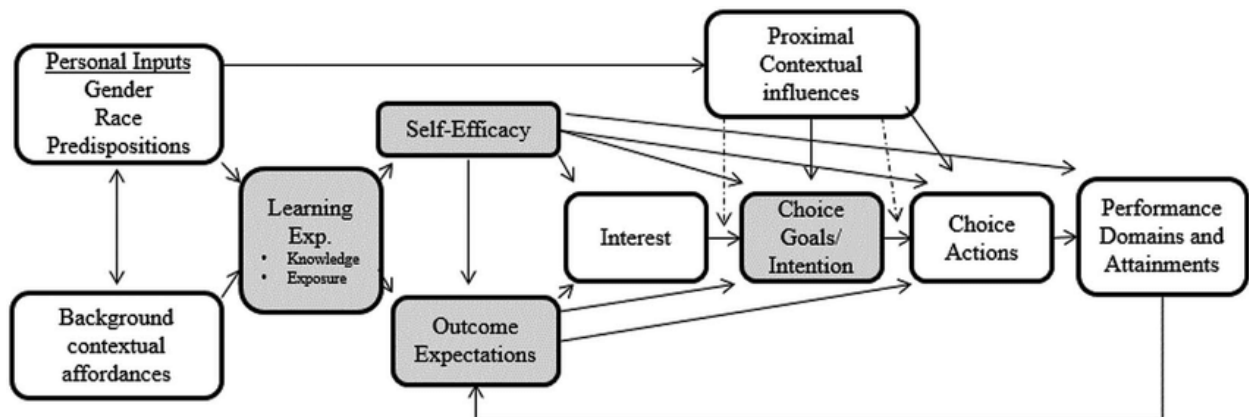 Personal Inputs
Gender
Race
Predispositions
Proximal
Contextual
influences
Self-Efficacy
Learning
Exp.
• Knowledge
• Exposure
Interest
Choice
Goals/
Intention
Choice
Actions
Performance
Domains and
Attainments
Background
contextual
affordances
Outcome
Expectations